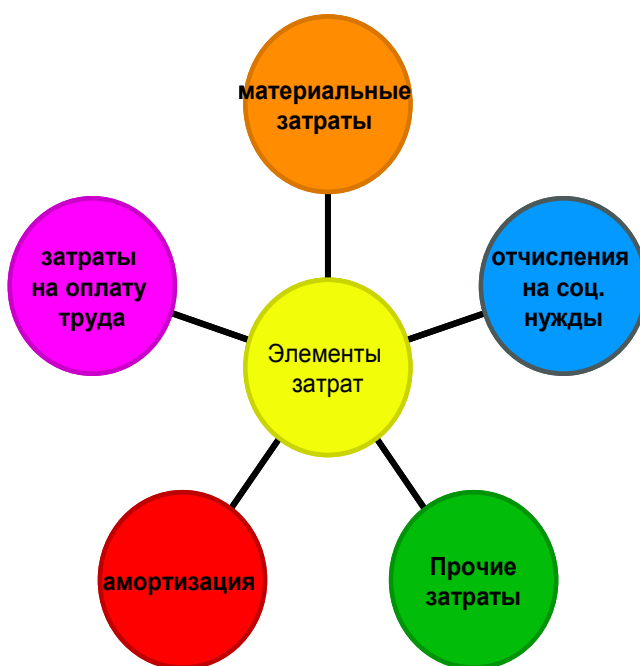 материальные
затраты
затраты
на оплату
труда
отчисления
на соц.
нужды
Элементы
затрат
амортизация
Прочие
затраты